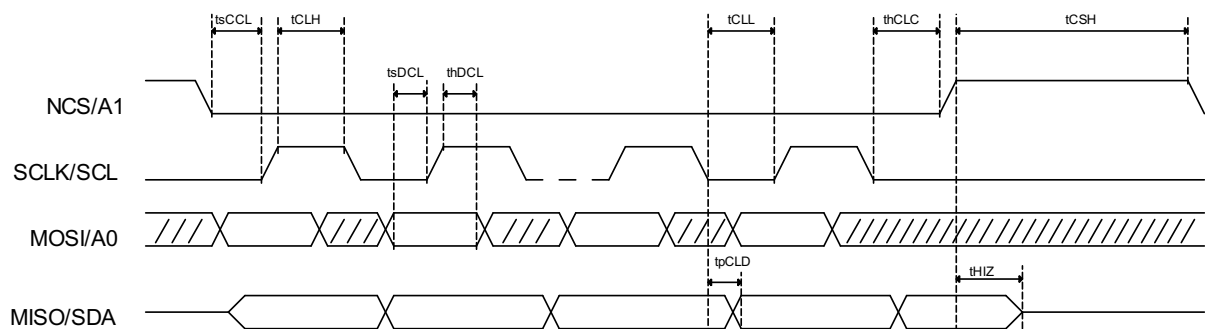 tsCCL tCLH tCLL thCLC tCSH
tsDCL thDCL
NCS/A1
SCLK/SCL
MOSI/A0
tpCLD tHIZ
MISO/SDA